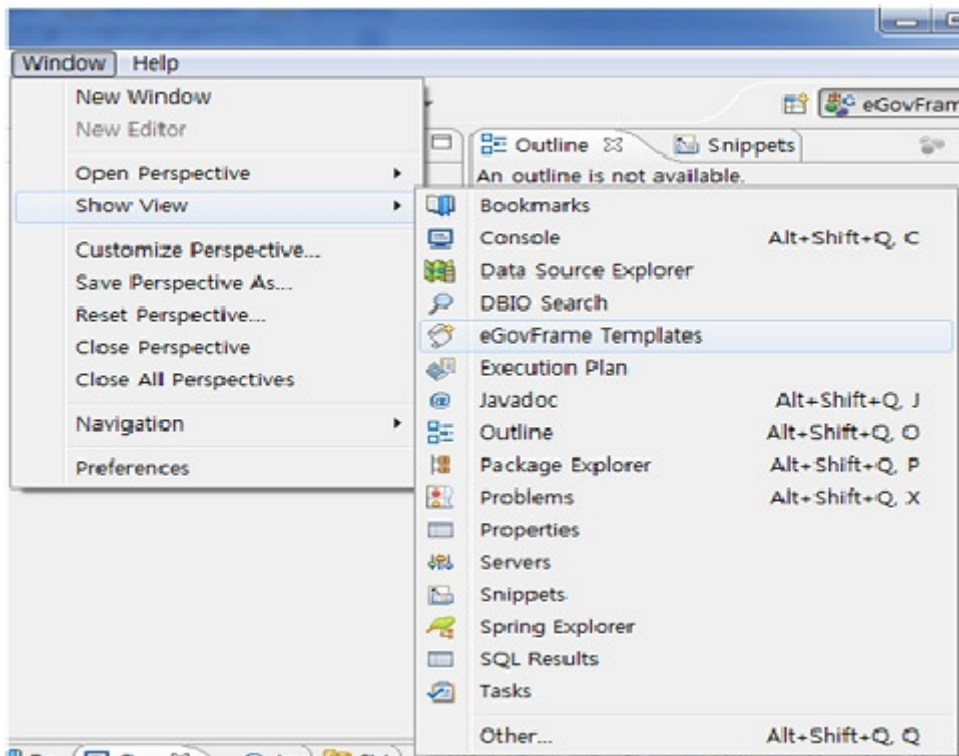 Window Help
New Window
New Editor
Open Perspective
Show View
Customize Perspective...
Save Perspective As...
Reset Perspective...
Close Perspective
Close All Perspectives
Navigation
Preferences
eGovFram
Outline Snippets
An outline is not available.
Bookmarks
Console Alt+Shift+Q, C
Data Source Explorer
DBIO Search
eGovFrame Templates
Execution Plan
Javadoc Alt+Shift+Q, J
Outline Alt+Shift+Q, O
Package Explorer Alt+Shift+Q, P
Problems Alt+Shift+Q, X
Properties
Servers
Snippets
Spring Explorer
SQL Results
Tasks
Other... Alt+Shift+Q, Q